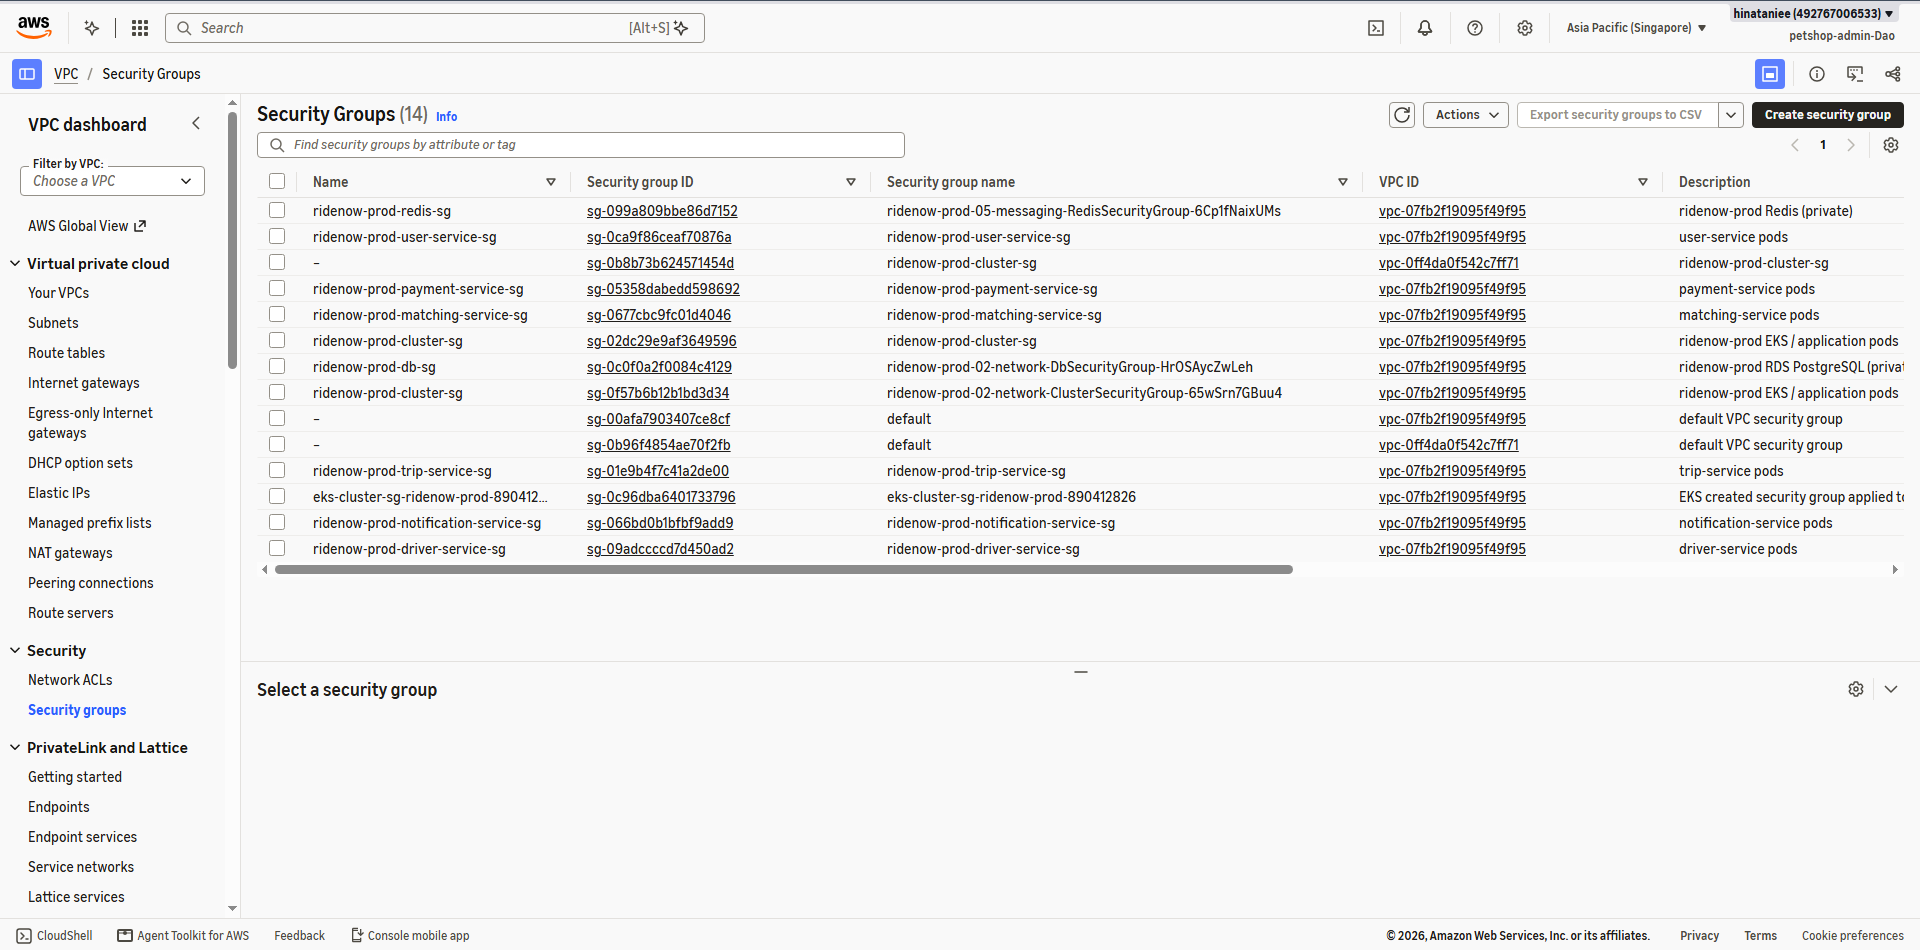 aws
Search [Alt+S]
Asia Pacific (Singapore)
hinataniee (492767006533)
petshop-admin-Dao
VPC / Security Groups
VPC dashboard
Filter by VPC:
Choose a VPC
AWS Global View
Virtual private cloud
Your VPCs
Subnets
Route tables
Internet gateways
Egress-only Internet
gateways
DHCP option sets
Elastic IPs
Managed prefix lists
NAT gateways
Peering connections
Route servers
Security
Network ACLs
Security groups
PrivateLink and Lattice
Getting started
Endpoints
Endpoint services
Service networks
Lattice services
Security Groups (14) Info
Actions
Export security groups to CSV
Create security group
Find security groups by attribute or tag
1
Name Security group ID Security group name VPC ID Description
ridenow-prod-redis-sg sg-099a809bbe86d7152 ridenow-prod-05-messaging-RedisSecurityGroup-6Cp1fNaixUMs vpc-07fb2f19095f49f95 ridenow-prod Redis (private)
ridenow-prod-user-service-sg sg-0ca9f86ceaf70876a ridenow-prod-user-service-sg vpc-07fb2f19095f49f95 user-service pods
– sg-0b8b73b624571454d ridenow-prod-cluster-sg vpc-0ff4da0f542c7ff71 ridenow-prod-cluster-sg
ridenow-prod-payment-service-sg sg-05358dabedd598692 ridenow-prod-payment-service-sg vpc-07fb2f19095f49f95 payment-service pods
ridenow-prod-matching-service-sg sg-0677cbc9fc01d4046 ridenow-prod-matching-service-sg vpc-07fb2f19095f49f95 matching-service pods
ridenow-prod-cluster-sg sg-02dc29e9af3649596 ridenow-prod-cluster-sg vpc-07fb2f19095f49f95 ridenow-prod EKS / application pods
ridenow-prod-db-sg sg-0c0f0a2f0084c4129 ridenow-prod-02-network-DbSecurityGroup-HrOSAycZwLeh vpc-07fb2f19095f49f95 ridenow-prod RDS PostgreSQL (privat
ridenow-prod-cluster-sg sg-0f57b6b12b1bd3d34 ridenow-prod-02-network-ClusterSecurityGroup-65wSrn7GBuu4 vpc-07fb2f19095f49f95 ridenow-prod EKS / application pods
– sg-00afa7903407ce8cf default vpc-07fb2f19095f49f95 default VPC security group
– sg-0b96f4854ae70f2fb default vpc-0ff4da0f542c7ff71 default VPC security group
ridenow-prod-trip-service-sg sg-01e9b4f7c41a2de00 ridenow-prod-trip-service-sg vpc-07fb2f19095f49f95 trip-service pods
eks-cluster-sg-ridenow-prod-890412... sg-0c96dba6401733796 eks-cluster-sg-ridenow-prod-890412826 vpc-07fb2f19095f49f95 EKS created security group applied to
ridenow-prod-notification-service-sg sg-066bd0b1bfbf9add9 ridenow-prod-notification-service-sg vpc-07fb2f19095f49f95 notification-service pods
ridenow-prod-driver-service-sg sg-09adccccd7d450ad2 ridenow-prod-driver-service-sg vpc-07fb2f19095f49f95 driver-service pods
Select a security group
CloudShell Agent Toolkit for AWS Feedback Console mobile app
© 2026, Amazon Web Services, Inc. or its affiliates. Privacy Terms Cookie preferences